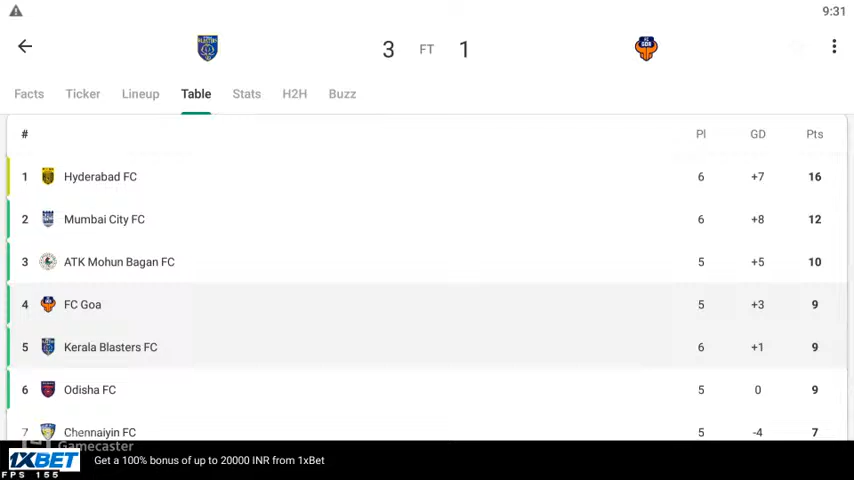 9:31
3 FT 1
Facts Ticker Lineup Table Stats H2H Buzz
# Pl GD Pts
1 Hyderabad FC 6 +7 16
2 Mumbai City FC 6 +8 12
3 ATK Mohun Bagan FC 5 +5 10
4 FC Goa 5 +3 9
5 Kerala Blasters FC 6 +1 9
6 Odisha FC 5 0 9
7 Chennaiyin FC 5 -4 7
Gamecaster
1XBET Get a 100% bonus of up to 20000 INR from 1xBet
FPS 155